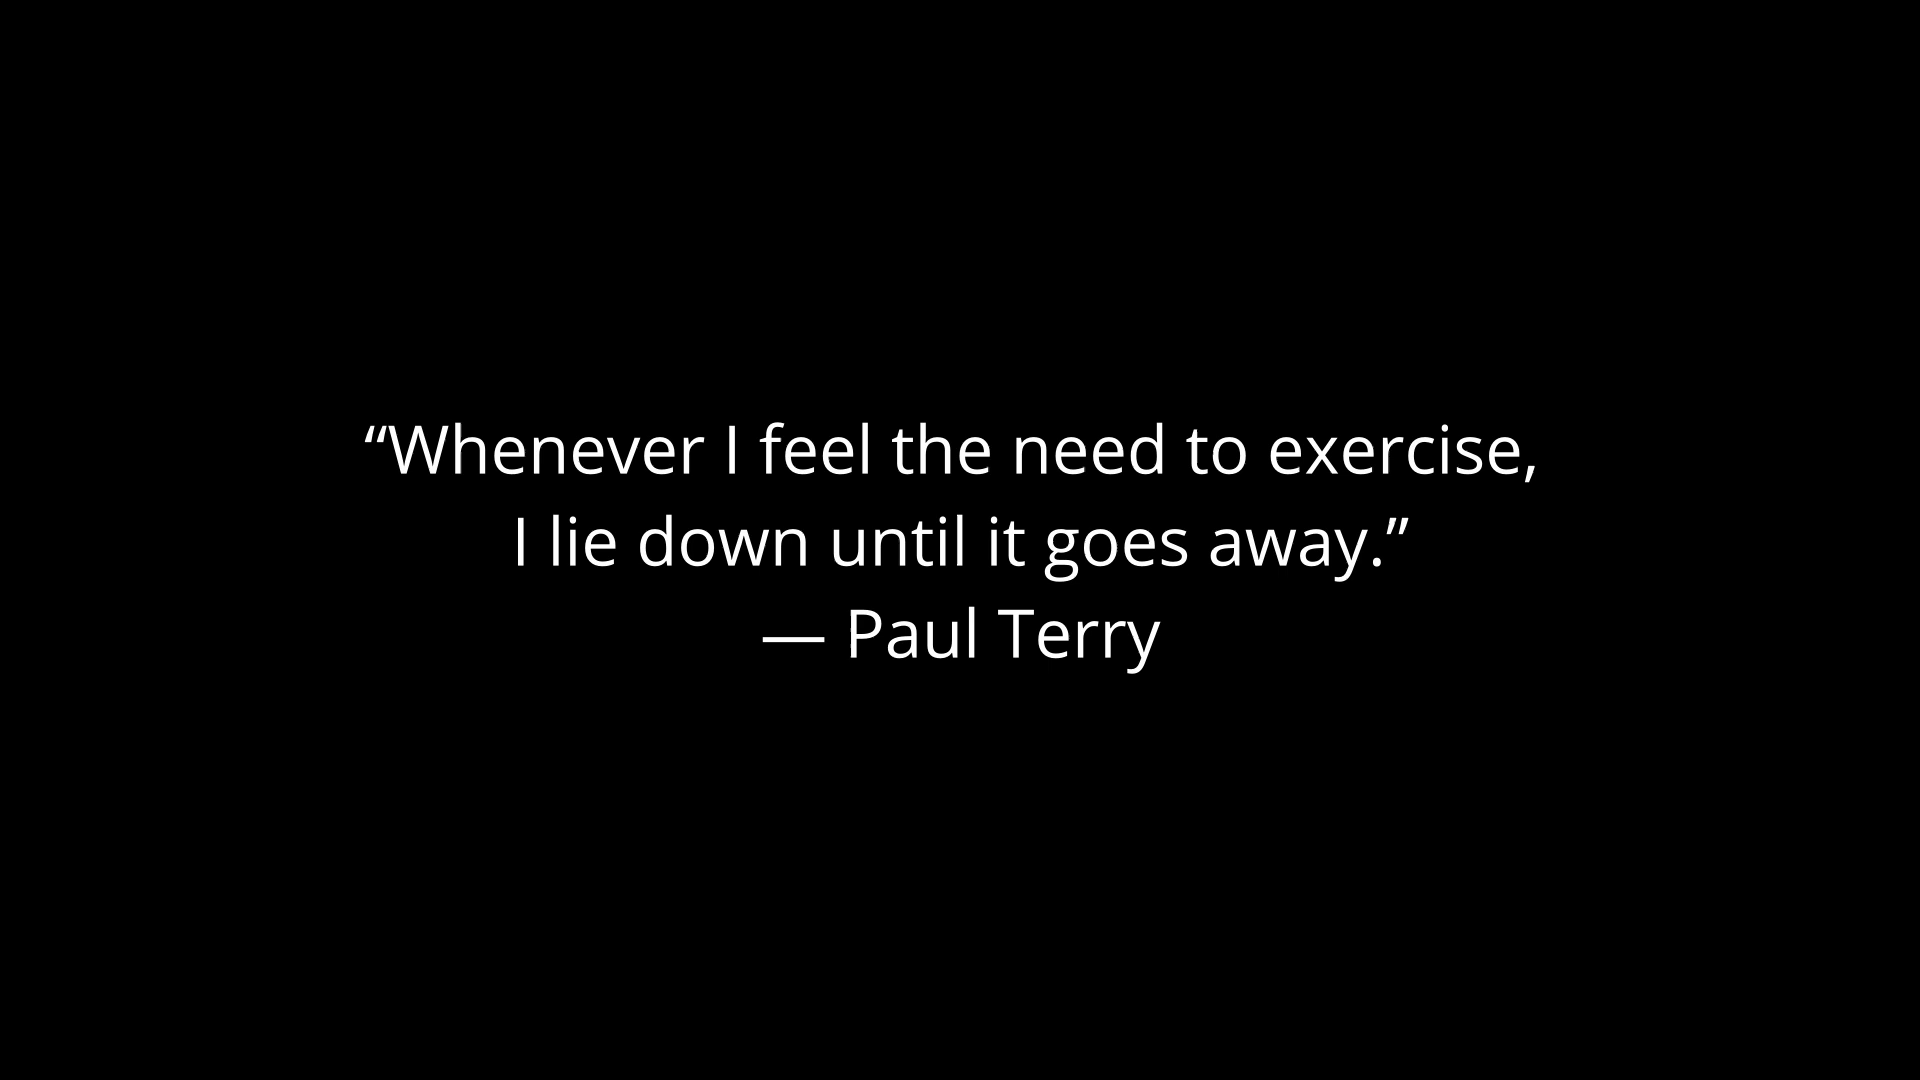 “Whenever I feel the need to exercise,
I lie down until it goes away.”
— Paul Terry